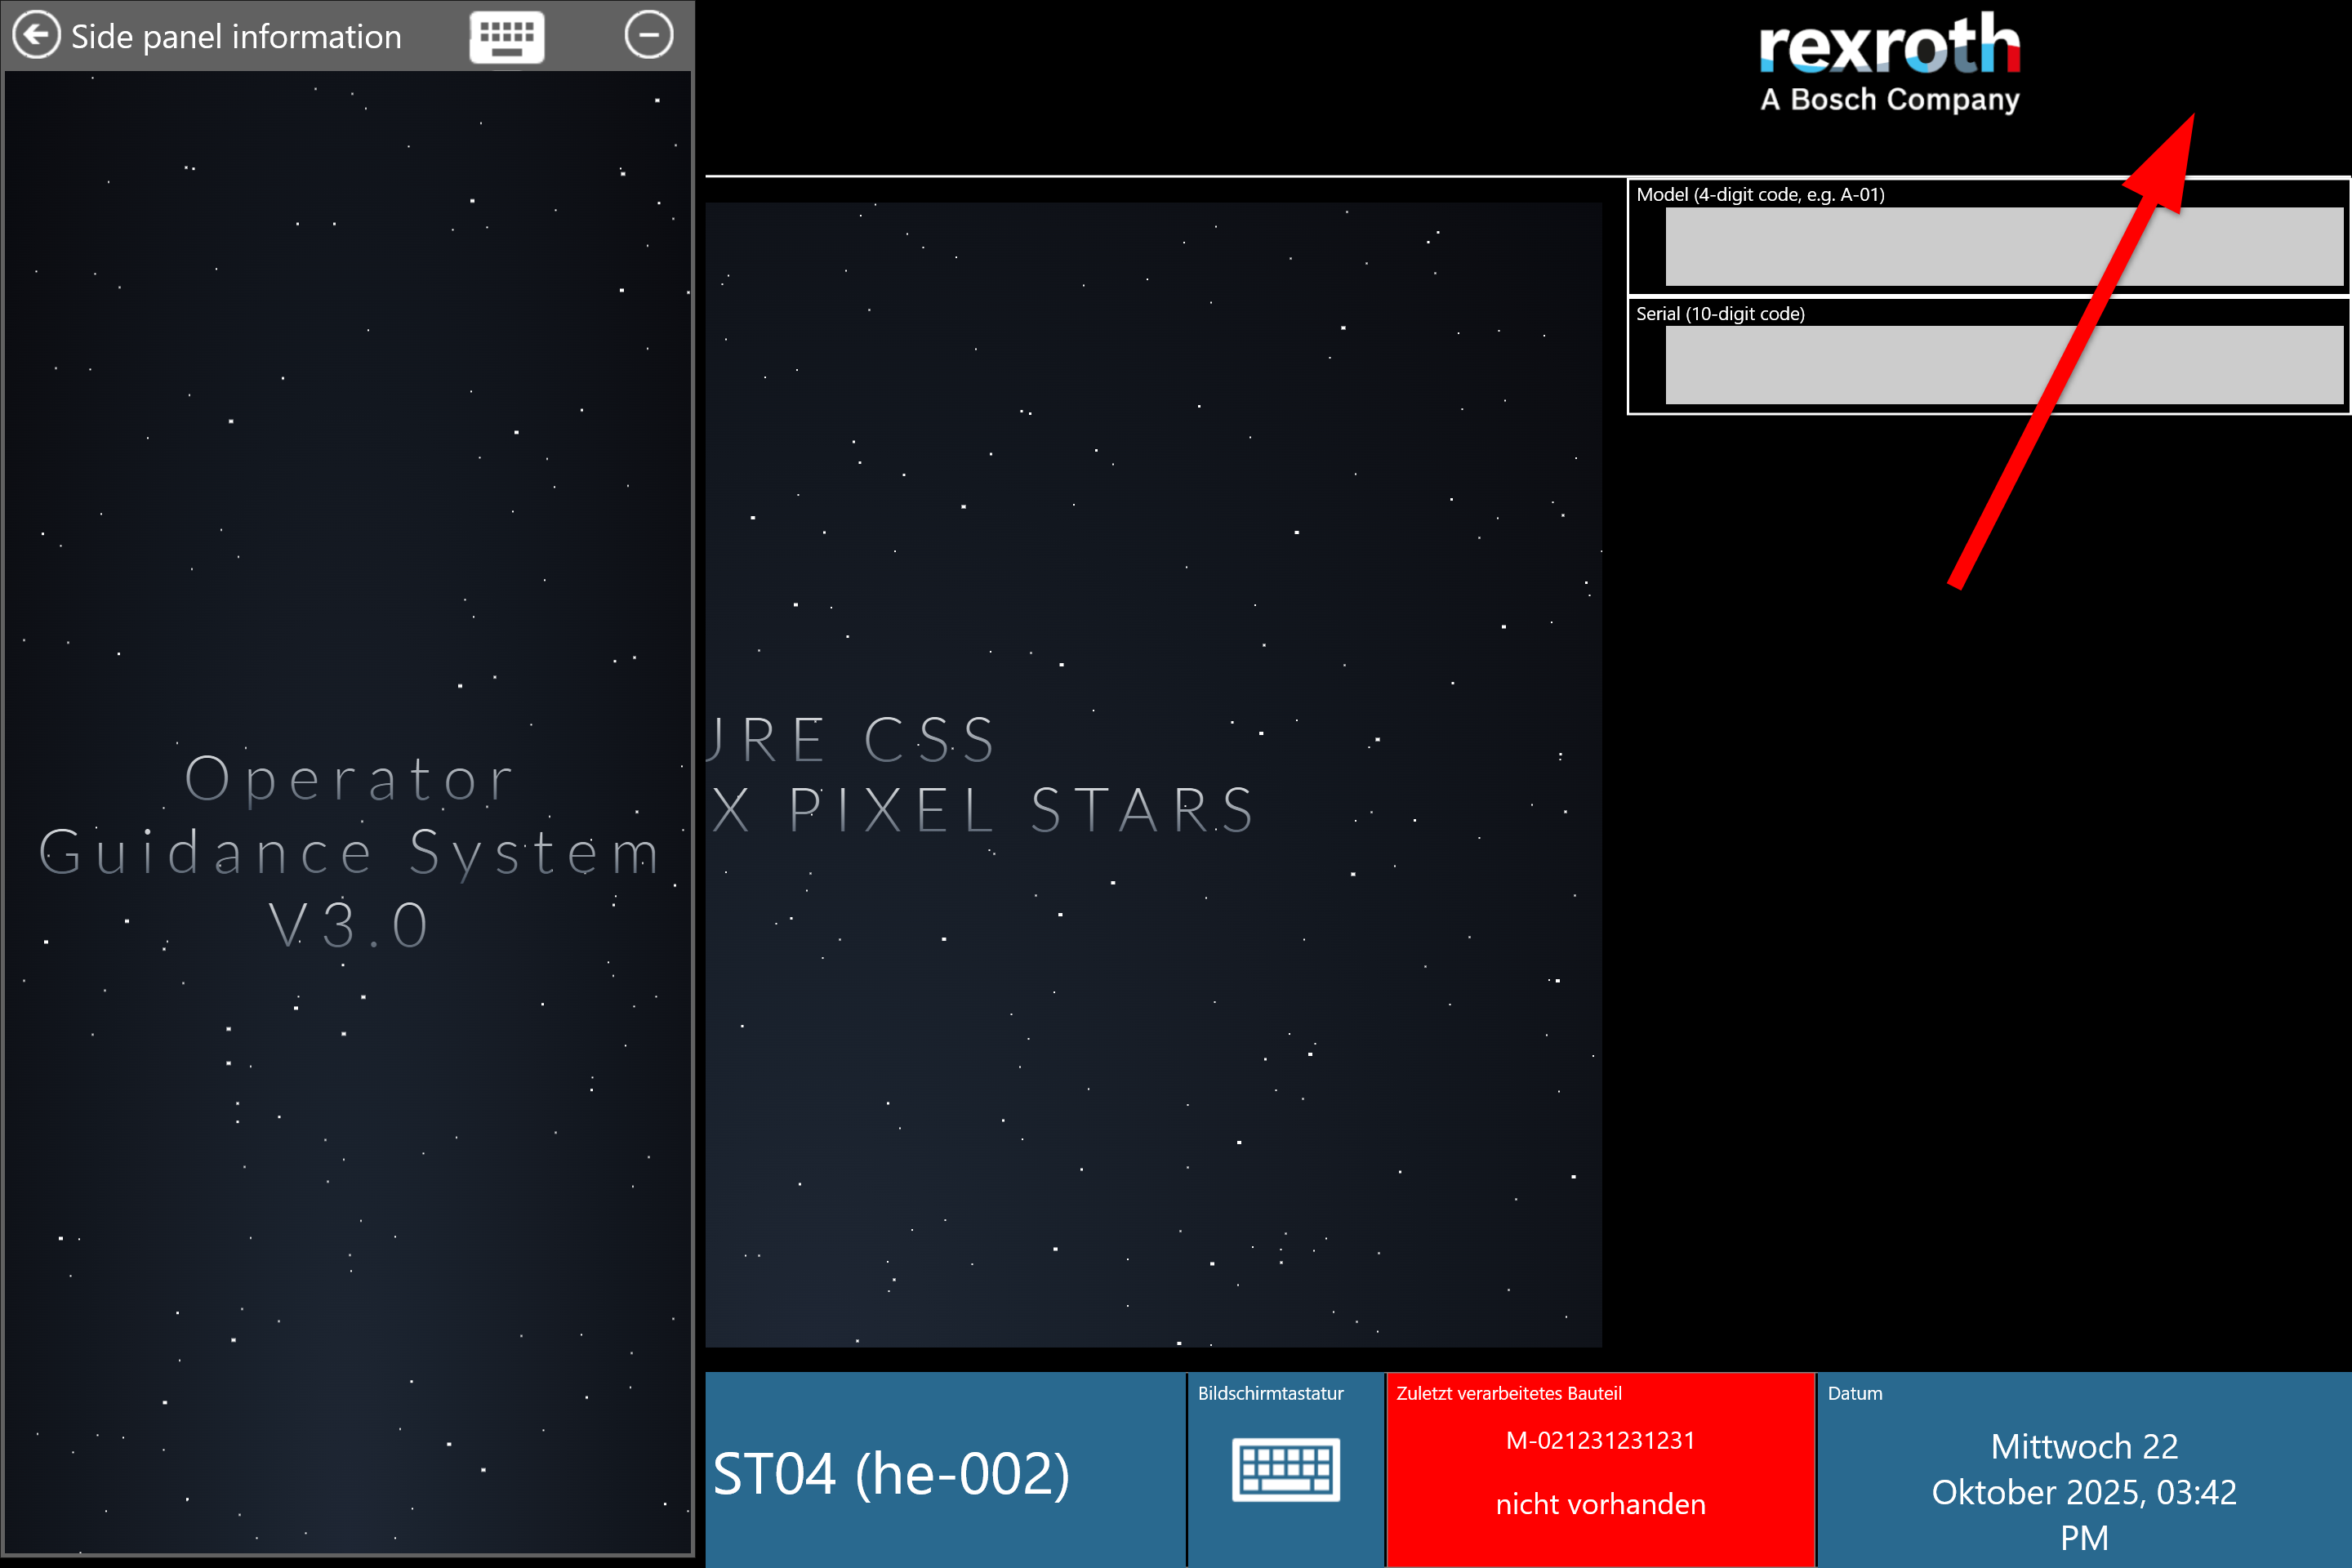 Side panel information
rexroth
A Bosch Company
Model (4-digit code, e.g. A-01)
Serial (10-digit code)
URE CSS
X PIXEL STARS
Operator
Guidance System
V3.0
ST04 (he-002)
Bildschirmtastatur
Zuletzt verarbeitetes Bauteil
M-021231231231
nicht vorhanden
Datum
Mittwoch 22
Oktober 2025, 03:42
PM